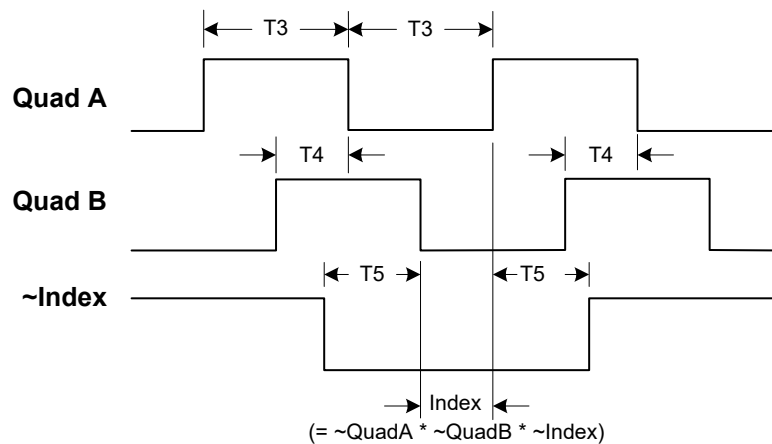 T3 T3
Quad A
T4 T4
Quad B
T5 T5
~Index
Index
(= ~QuadA * ~QuadB * ~Index)